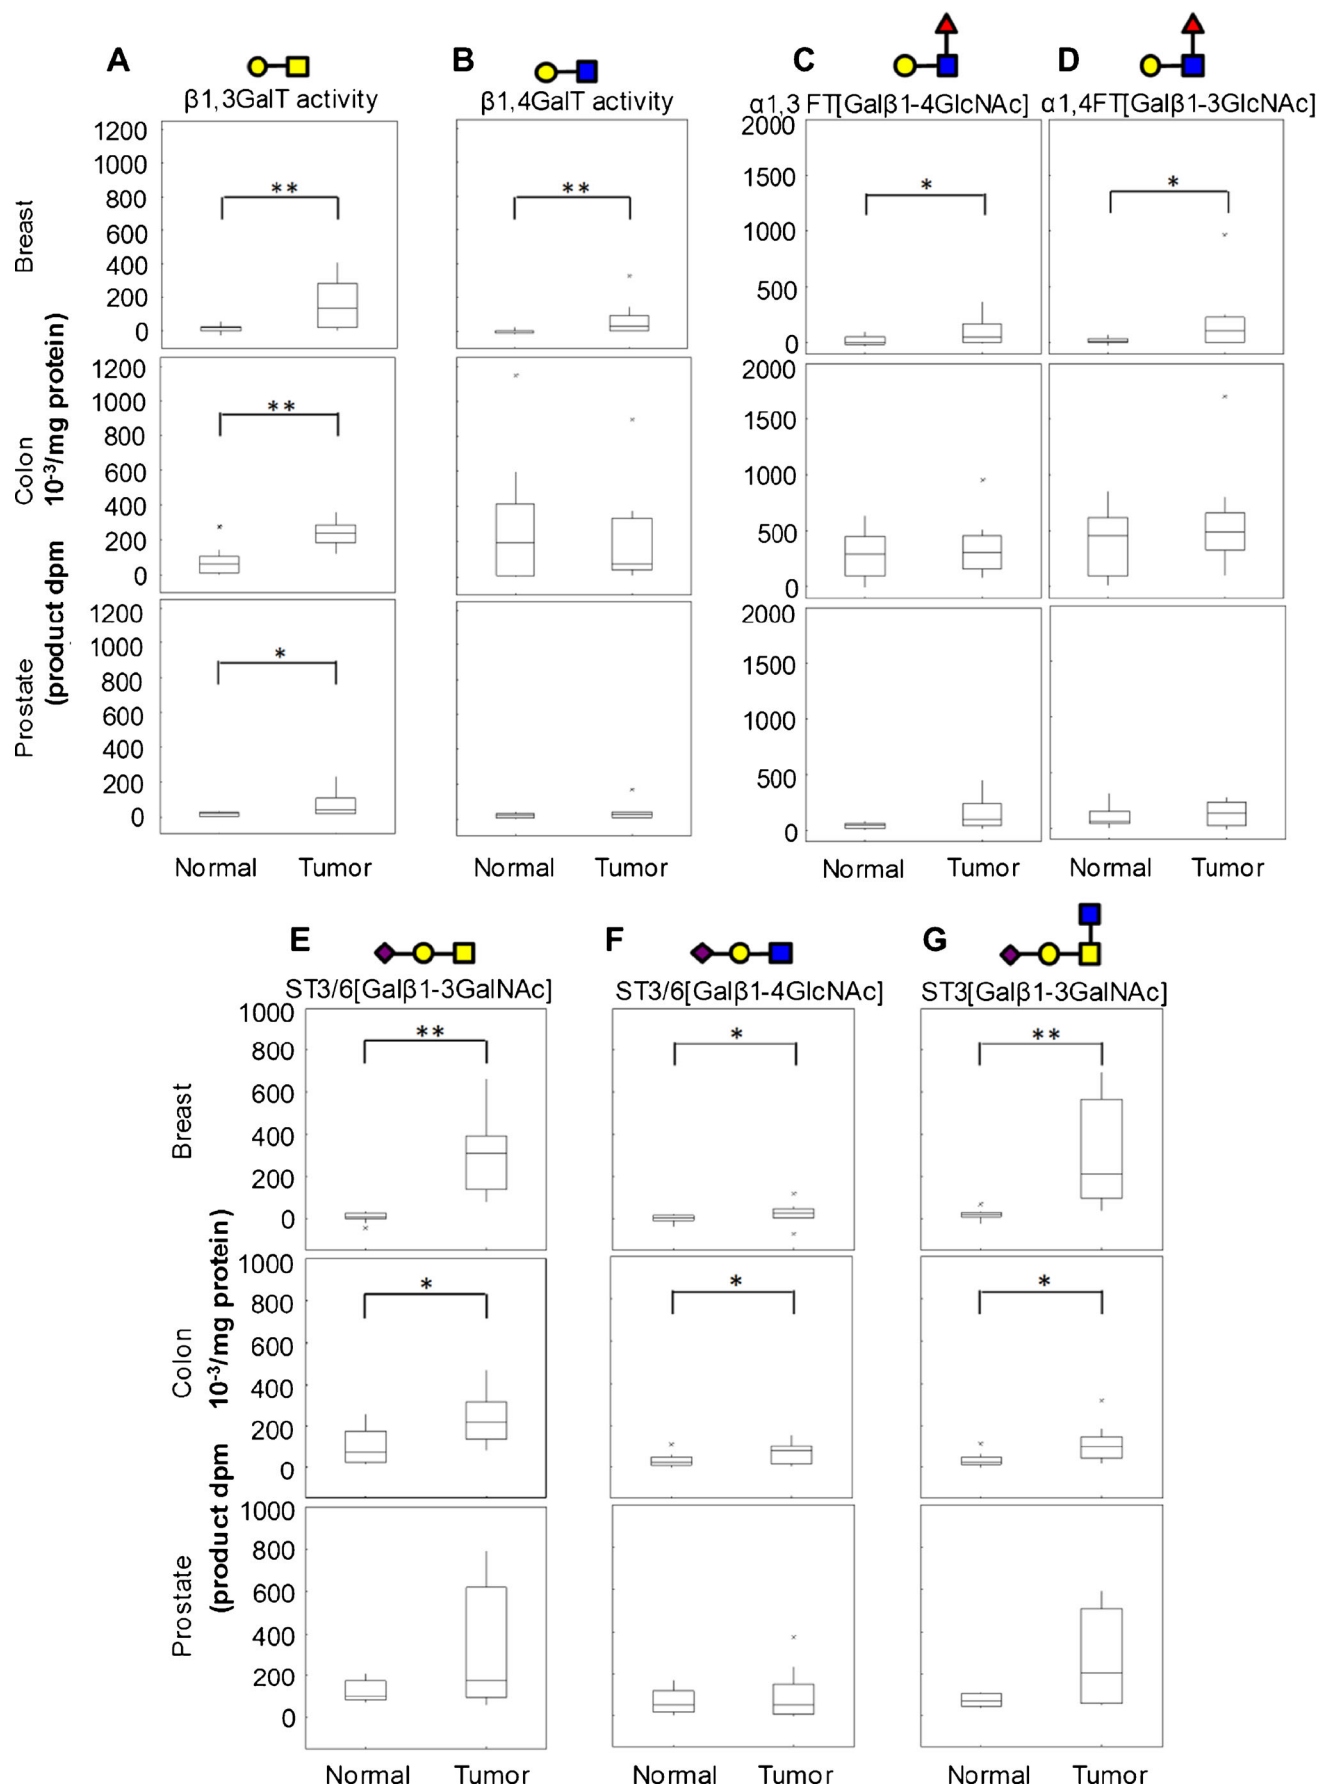 A
β1,3GalT activity
B
β1,4GalT activity
C
α1,3 FT[Galβ1-4GlcNAc]
D
α1,4FT[Galβ1-3GlcNAc]
Breast
1200
1000
800
600
400
200
0
**
**
2000
1500
1000
500
0
*
*
Colon
1200
1000
800
600
400
200
0
**
2000
1500
1000
500
0
Prostate
1200
1000
800
600
400
200
0
*
2000
1500
1000
500
0
(product dpm 10-3/mg protein)
Normal Tumor
Normal Tumor
Normal Tumor
Normal Tumor
E
ST3/6[Galβ1-3GalNAc]
F
ST3/6[Galβ1-4GlcNAc]
G
ST3[Galβ1-3GalNAc]
Breast
1000
800
600
400
200
0
**
*
**
Colon
1000
800
600
400
200
0
*
*
*
Prostate
1000
800
600
400
200
0
(product dpm 10-3/mg protein)
Normal Tumor
Normal Tumor
Normal Tumor